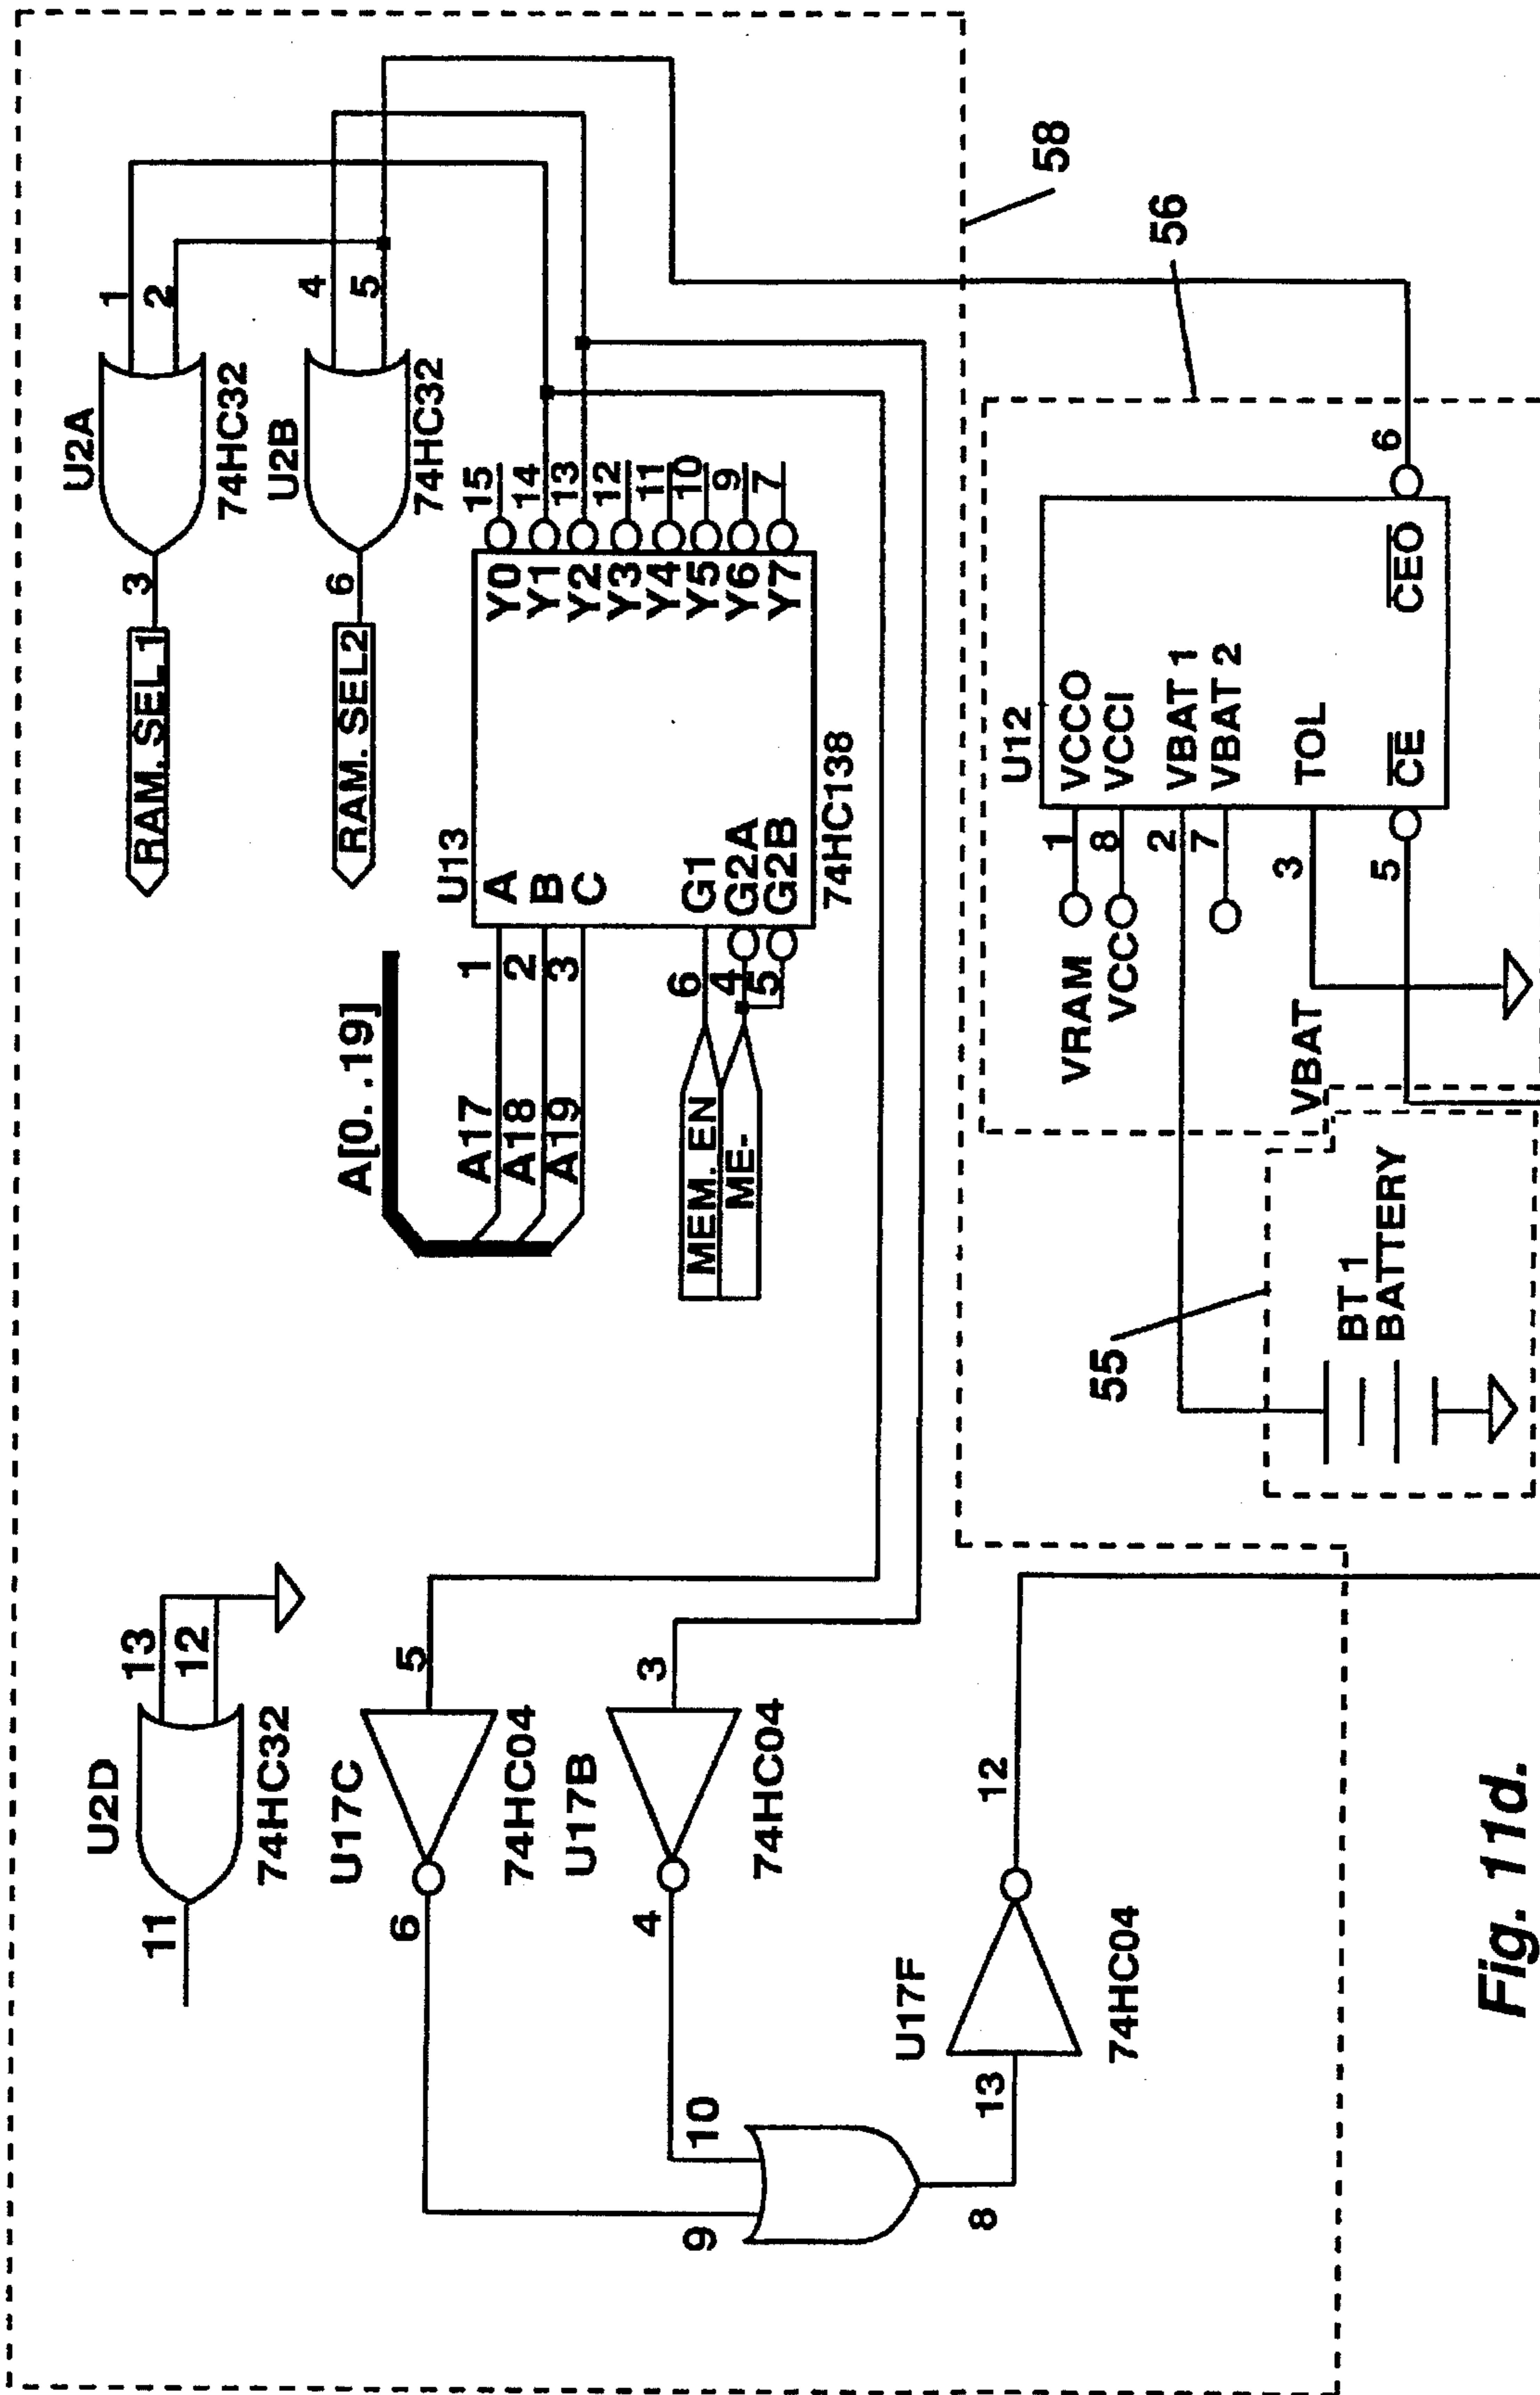 U2A
1
2
3
74HC32
RAM. SEL1
U2B
4
5
6
74HC32
RAM. SEL2
U13
A
B
C
G1
G2A
G2B
Y0
Y1
Y2
Y3
Y4
Y5
Y6
Y7
15
14
13
12
11
10
9
7
1
2
3
6
4
5
74HC138
A[0. .19]
A17
A18
A19
MEM. EN
ME-
58
56
U12
VCCO
VCCI
VBAT 1
VBAT 2
TOL
CE
CEO
1
8
2
7
3
5
6
VRAM
VCC
VBAT
55
BT 1
BATTERY
U2D
13
12
11
74HC32
U17C
5
6
74HC04
U17B
3
4
74HC04
9
10
8
U17F
13
12
74HC04
Fig. 11d.